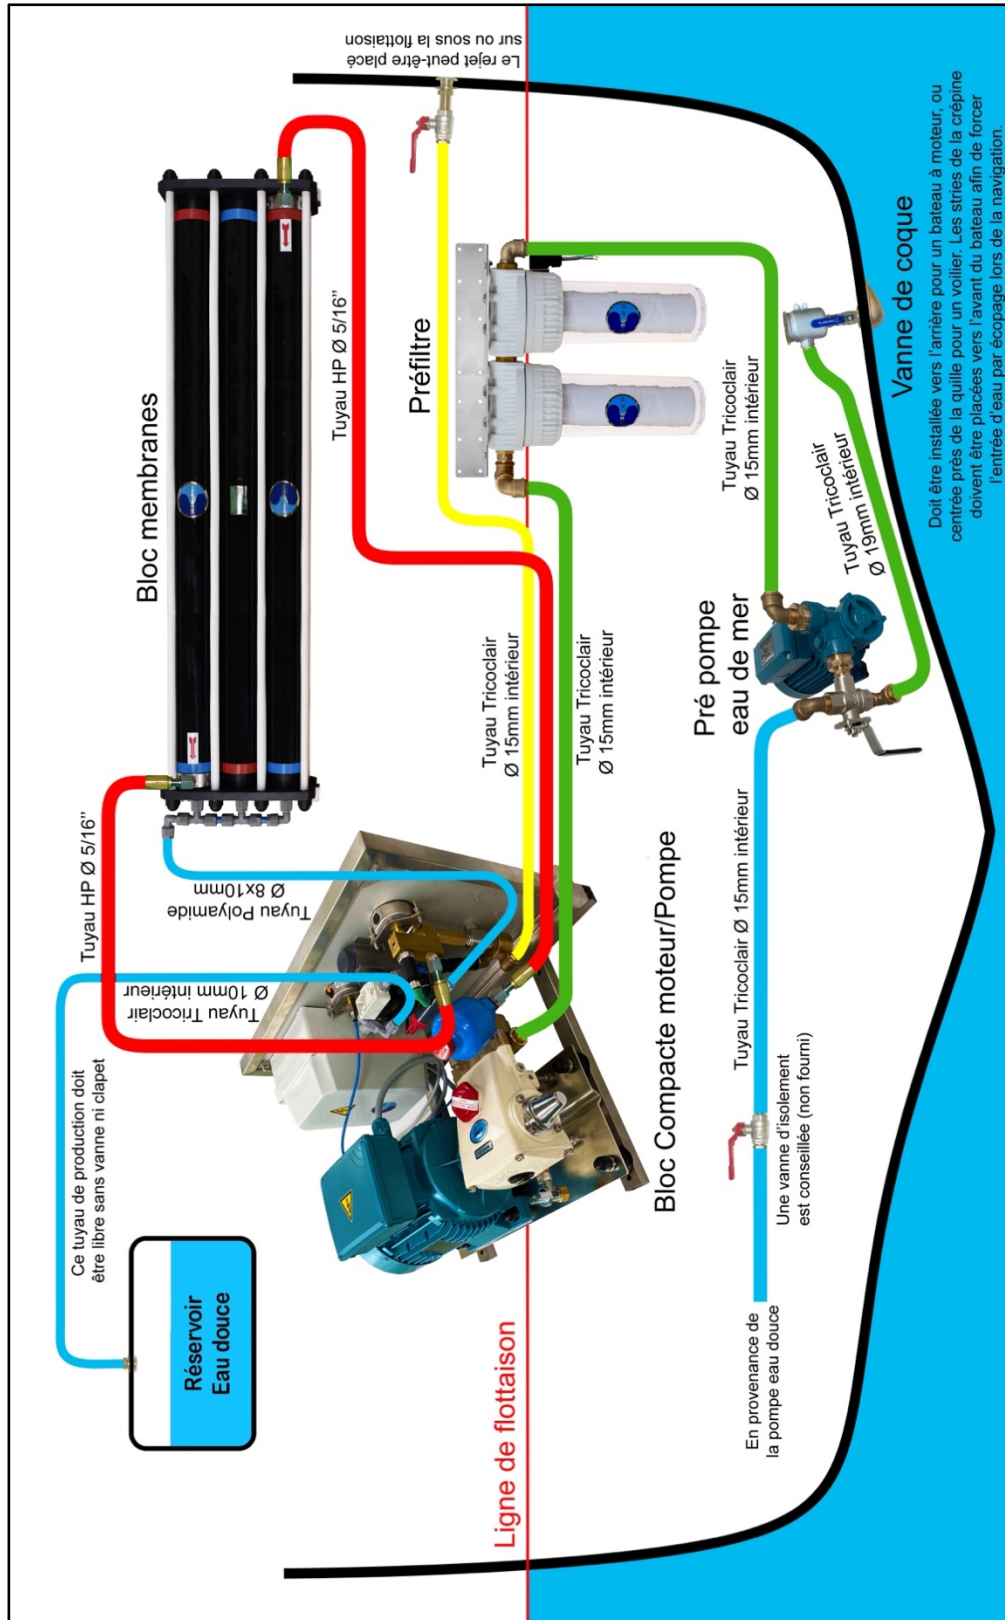 Le rejet peut-être placé
sur ou sous la flottaison
Bloc membranes
Tuyau HP Ø 5/16"
Tuyau HP Ø 5/16"
Tuyau Polyamide
Ø 8x10mm
Tuyau Tricoclair
Ø 10mm intérieur
Ce tuyau de production doit
être libre sans vanne ni clapet
Réservoir
Eau douce
Préfiltre
Tuyau Tricoclair
Ø 15mm intérieur
Tuyau Tricoclair
Ø 15mm intérieur
Tuyau Tricoclair
Ø 15mm intérieur
Bloc Compacte moteur/Pompe
Ligne de flottaison
Pré pompe
eau de mer
Tuyau Tricoclair
Ø 19mm intérieur
Vanne de coque
Doit être installée vers l'arrière pour un bateau à moteur, ou
centrée près de la quille pour un voilier. Les stries de la crépine
doivent être placées vers l'avant du bateau afin de forcer
l'entrée d'eau par écopage lors de la navigation.
Tuyau Tricoclair Ø 15mm intérieur
Une vanne d'isolement
est conseillée (non fourni)
En provenance de
la pompe eau douce